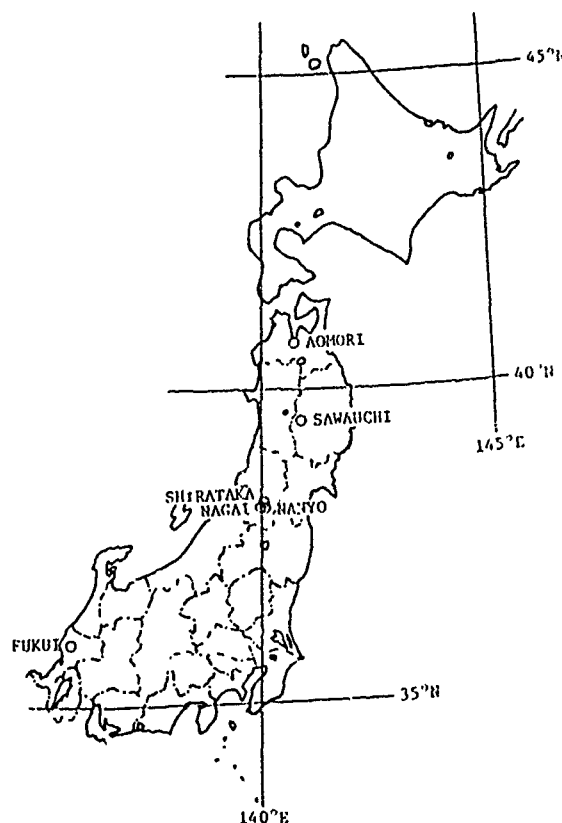 45°N
AOMORI
40°N
SAWAUCHI
145°E
SHIRATAKA
NAGAI NANYO
FUKUI
35°N
140°E